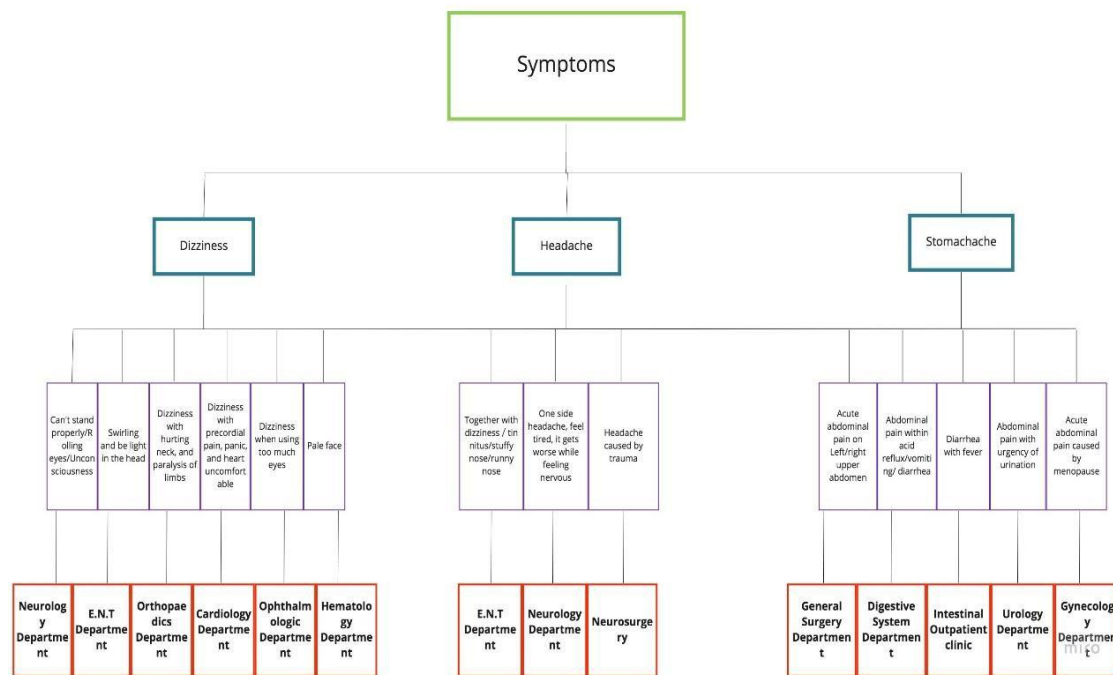 Symptoms
Dizziness
Headache
Stomachache
Can't stand
properly/R
olling
eyes/Uncon
sciousness
Swirling
and be light
in the head
Dizziness
with
hurting
neck, and
paralysis of
limbs
Dizziness
with
precordial
pain, panic,
and heart
uncomfort
able
Dizziness
when using
too much
eyes
Pale face
Together with
dizziness / tin
nitus/stuffy
nose/runny
nose
One side
headache, feel
tired, it gets
worse while
feeling
nervous
Headache
caused by
trauma
Acute
abdominal
pain on
Left/right
upper
abdomen
Abdominal
pain within
acid
reflux/vomiti
ng/ diarrhea
Diarrhea
with fever
Abdominal
pain with
urgency of
urination
Acute
abdominal
pain caused
by
menopause
Neurolog
y
Departme
nt
E.N.T
Departme
nt
Orthopae
dics
Departme
nt
Cardiology
Departme
nt
Ophthalm
ologic
Departme
nt
Hematolo
gy
Departme
nt
E.N.T
Departme
nt
Neurology
Departme
nt
Neurosurge
ry
General
Surgery
Departmen
t
Digestive
System
Departmen
t
Intestinal
Outpatient
clinic
Urology
Departme
nt
Gynecolog
y
Departmen
t
miro